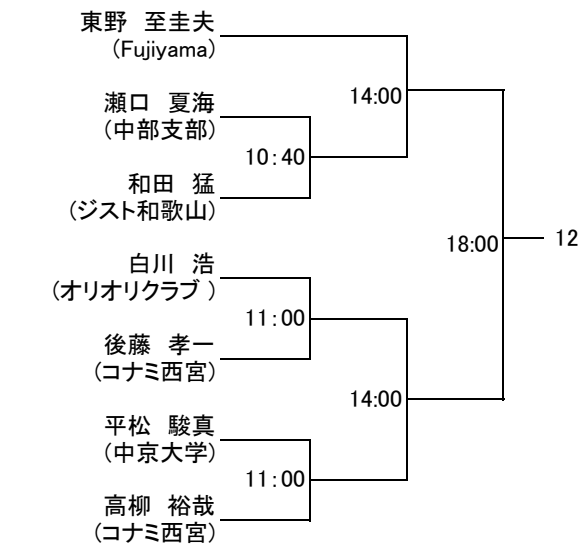 東野　至圭夫
(Fujiyama)
14:00
瀬口　夏海
(中部支部)
10:40
和田　猛
(ジスト和歌山)
18:00
12
白川　浩
(オリオリクラブ )
11:00
後藤　孝一
(コナミ西宮)
14:00
平松　駿真
(中京大学)
11:00
高柳　裕哉
(コナミ西宮)